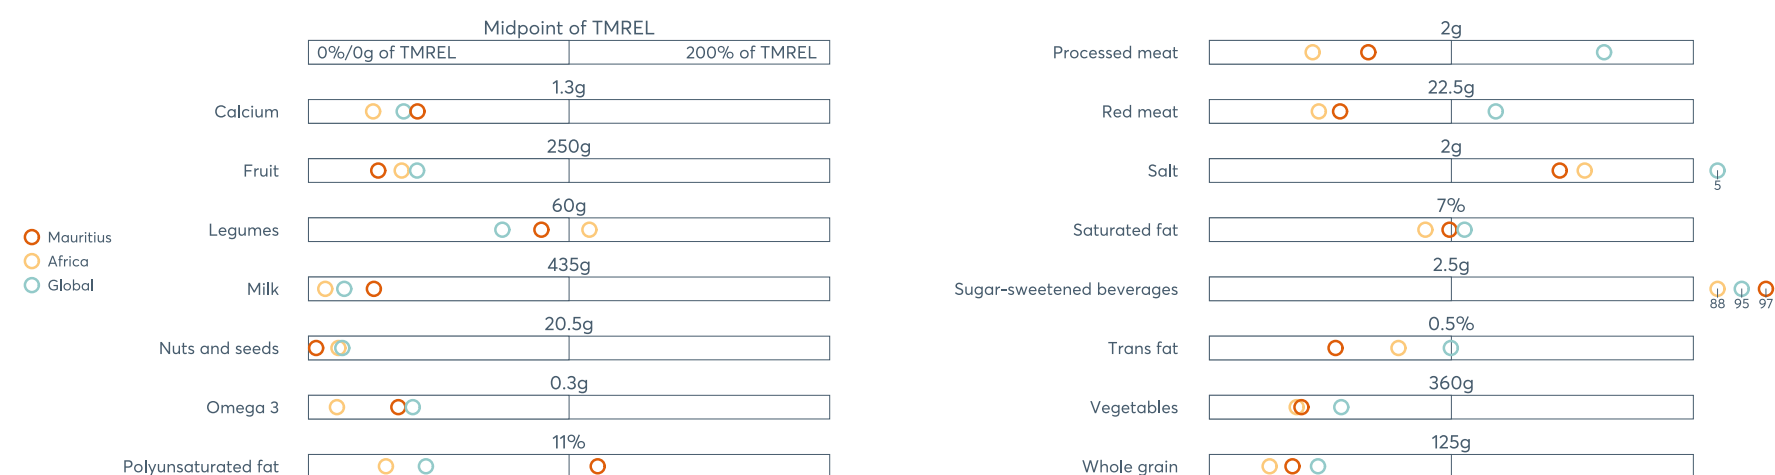 Midpoint of TMREL
0%/0g of TMREL 200% of TMREL
1.3g
Calcium
250g
Fruit
60g
Legumes
435g
Milk
20.5g
Nuts and seeds
0.3g
Omega 3
11%
Polyunsaturated fat
Mauritius
Africa
Global
2g
Processed meat
22.5g
Red meat
2g
Salt
5
7%
Saturated fat
2.5g
Sugar-sweetened beverages
88 95 97
0.5%
Trans fat
360g
Vegetables
125g
Whole grain